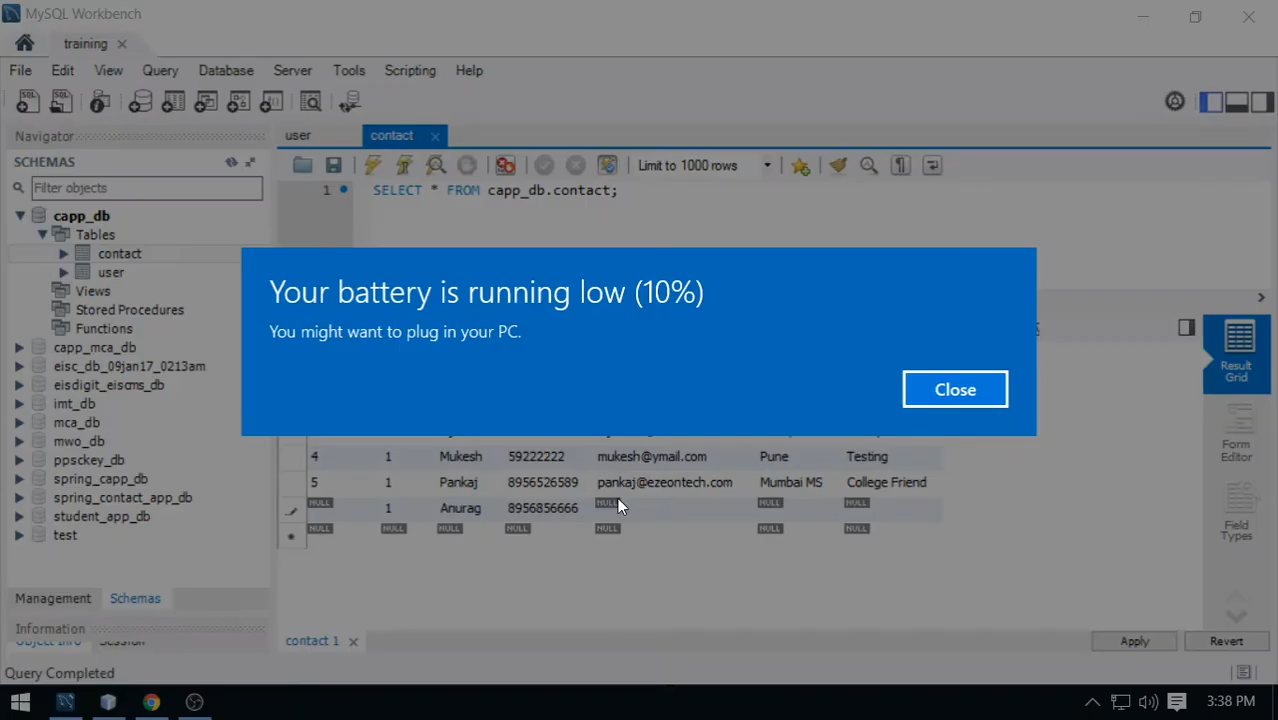 MySQL Workbench
training
File Edit View Query Database Server Tools Scripting Help
Navigator
user contact
SCHEMAS
Limit to 1000 rows
Filter objects
1 SELECT * FROM capp_db.contact;
capp_db
Tables
contact
user
Views
Stored Procedures
Functions
capp_mca_db
eisc_db_09jan17_0213am
eisdigit_eiscms_db
imt_db
mca_db
mwo_db
ppsckey_db
spring_capp_db
spring_contact_app_db
student_app_db
test
Your battery is running low (10%)
You might want to plug in your PC.
Close
Result
Grid
Form
Editor
Field
Types
4 1 Mukesh 59222222 mukesh@ymail.com Pune Testing
5 1 Pankaj 8956526589 pankaj@ezeontech.com Mumbai MS College Friend
NULL 1 Anurag 8956856666 NULL NULL NULL
NULL NULL NULL NULL NULL NULL NULL
Management Schemas
Information
Object Info Session
contact 1
Apply Revert
Query Completed
3:38 PM